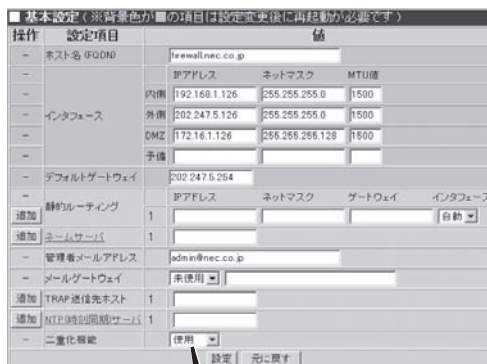 ■ 基本設定(※背景色が■の項目は設定変更後に再起動が必要です)
操作 設定項目 値
- ホスト名 (FQDN) firewall.nec.co.jp
- IPアドレス ネットマスク MTU値
- インタフェース 内側 192.168.1.126 255.255.255.0 1500
- 外側 202.247.5.126 255.255.255.0 1500
- DMZ 172.16.1.126 255.255.255.128 1500
- 予備
- デフォルトゲートウェイ 202.247.5.254
- 静的ルーティング IPアドレス ネットマスク ゲートウェイ インタフェース
追加 1 自動
追加 ネームサーバ 1
- 管理者メールアドレス admin@nec.co.jp
- メールゲートウェイ 未使用
追加 TRAP送信先ホスト 1
追加 NTP(時刻同期)サーバ 1
- 二重化機能 使用
設定 元に戻す